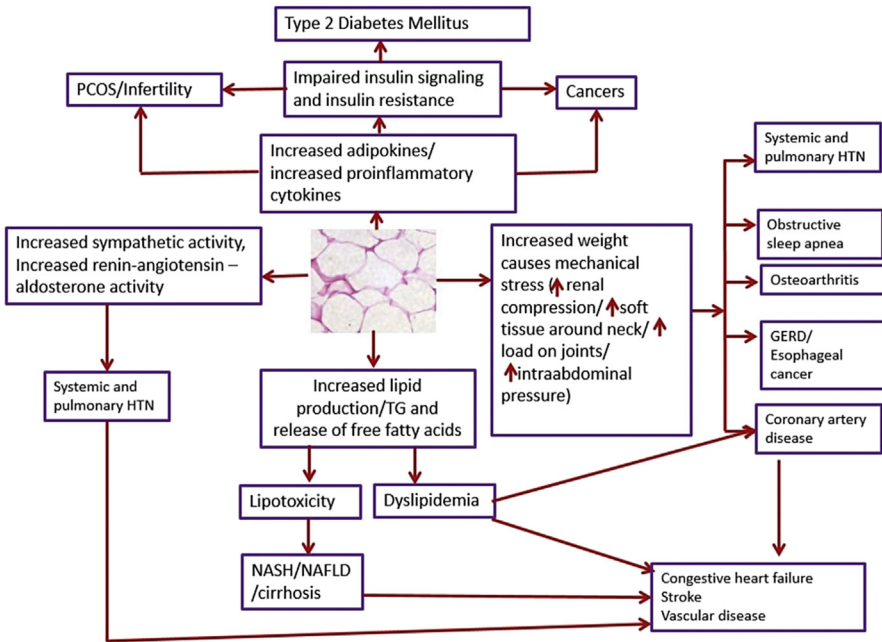 Type 2 Diabetes Mellitus
PCOS/Infertility
Impaired insulin signaling
and insulin resistance
Cancers
Increased adipokines/
increased proinflammatory
cytokines
Systemic and
pulmonary HTN
Increased sympathetic activity,
Increased renin-angiotensin –
aldosterone activity
Increased weight
causes mechanical
stress (↑renal
compression/ ↑soft
tissue around neck/ ↑
load on joints/
↑intraabdominal
pressure)
Obstructive
sleep apnea
Osteoarthritis
GERD/
Esophageal
cancer
Systemic and
pulmonary HTN
Increased lipid
production/TG and
release of free fatty acids
Coronary artery
disease
Lipotoxicity
Dyslipidemia
NASH/NAFLD
/cirrhosis
Congestive heart failure
Stroke
Vascular disease